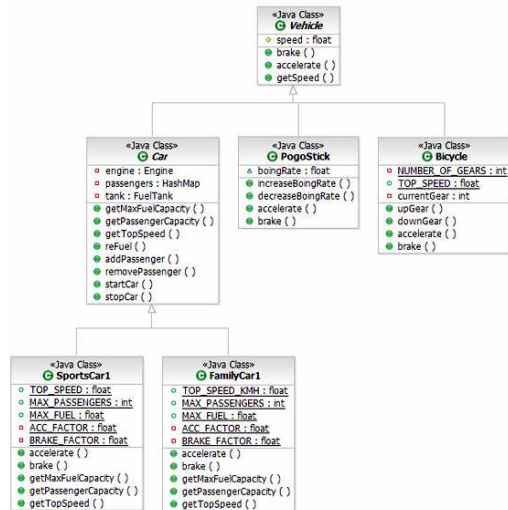 «Java Class»
Vehicle
speed : float
brake ( )
accelerate ( )
getSpeed ( )
«Java Class»
Car
engine : Engine
passengers : HashMap
tank : FuelTank
getMaxFuelCapacity ( )
getPassengerCapacity ( )
getTopSpeed ( )
reFuel ( )
addPassenger ( )
removePassenger ( )
startCar ( )
stopCar ( )
«Java Class»
PogoStick
boingRate : float
increaseBoingRate ( )
decreaseBoingRate ( )
accelerate ( )
brake ( )
«Java Class»
Bicycle
NUMBER_OF_GEARS : int
TOP_SPEED : float
currentGear : int
upGear ( )
downGear ( )
accelerate ( )
brake ( )
«Java Class»
SportsCar1
TOP_SPEED : float
MAX_PASSENGERS : int
MAX_FUEL : float
ACC_FACTOR : float
BRAKE_FACTOR : float
accelerate ( )
brake ( )
getMaxFuelCapacity ( )
getPassengerCapacity ( )
getTopSpeed ( )
«Java Class»
FamilyCar1
TOP_SPEED_KMH : float
MAX_PASSENGERS : int
MAX_FUEL : float
ACC_FACTOR : float
BRAKE_FACTOR : float
accelerate ( )
brake ( )
getMaxFuelCapacity ( )
getPassengerCapacity ( )
getTopSpeed ( )